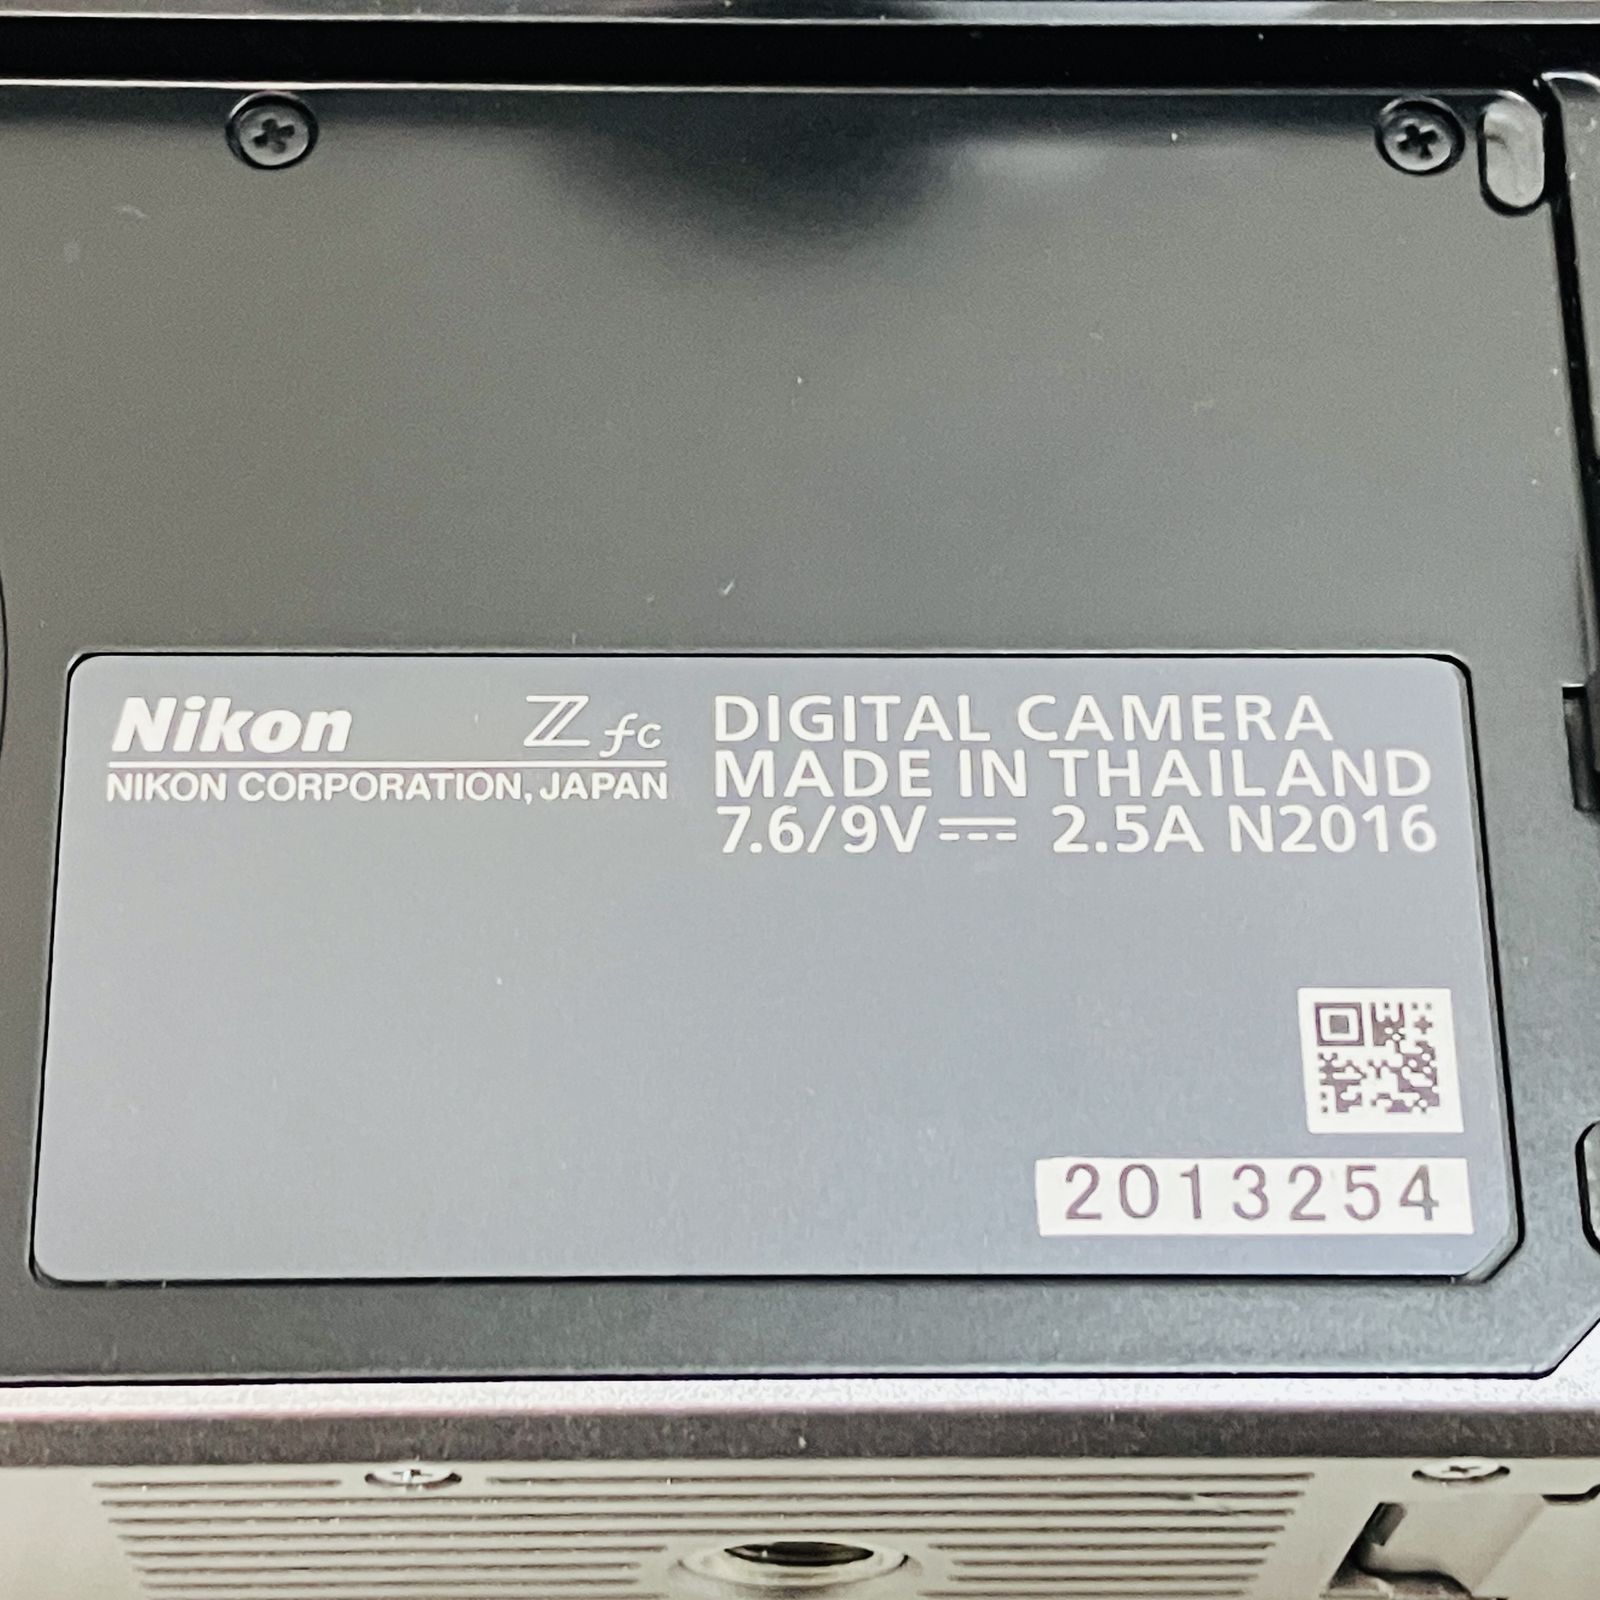 Nikon Z fc
NIKON CORPORATION, JAPAN
DIGITAL CAMERA
MADE IN THAILAND
7.6/9V⎓ 2.5A N2016
2013254